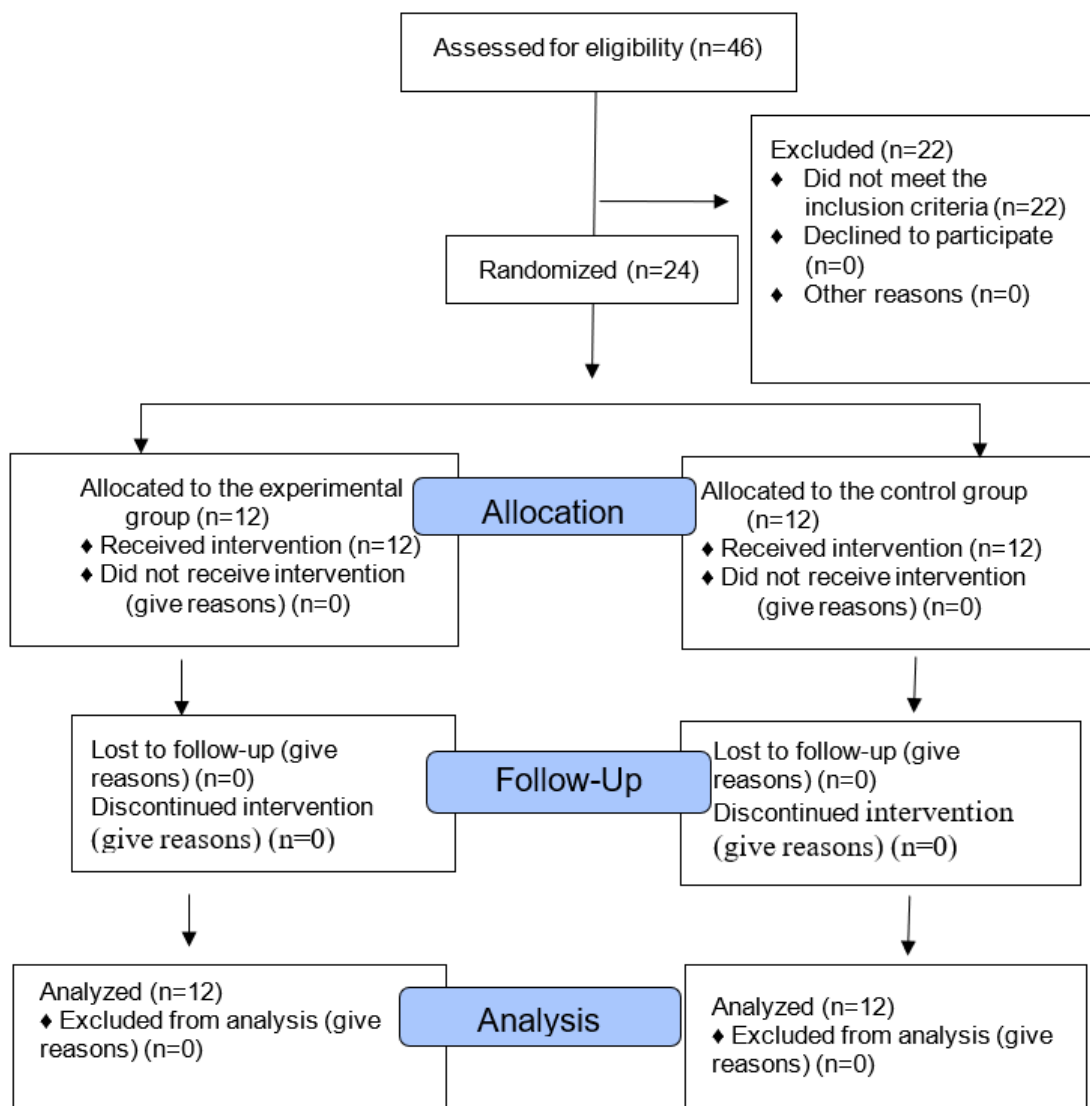 Assessed for eligibility (n=46)
Excluded (n=22)
♦ Did not meet the
inclusion criteria (n=22)
♦ Declined to participate
(n=0)
♦ Other reasons (n=0)
Randomized (n=24)
Allocation
Allocated to the experimental
group (n=12)
♦ Received intervention (n=12)
♦ Did not receive intervention
(give reasons) (n=0)
Allocated to the control group
(n=12)
♦ Received intervention (n=12)
♦ Did not receive intervention
(give reasons) (n=0)
Follow-Up
Lost to follow-up (give
reasons) (n=0)
Discontinued intervention
(give reasons) (n=0)
Lost to follow-up (give
reasons) (n=0)
Discontinued intervention
(give reasons) (n=0)
Analysis
Analyzed (n=12)
♦ Excluded from analysis (give
reasons) (n=0)
Analyzed (n=12)
♦ Excluded from analysis (give
reasons) (n=0)